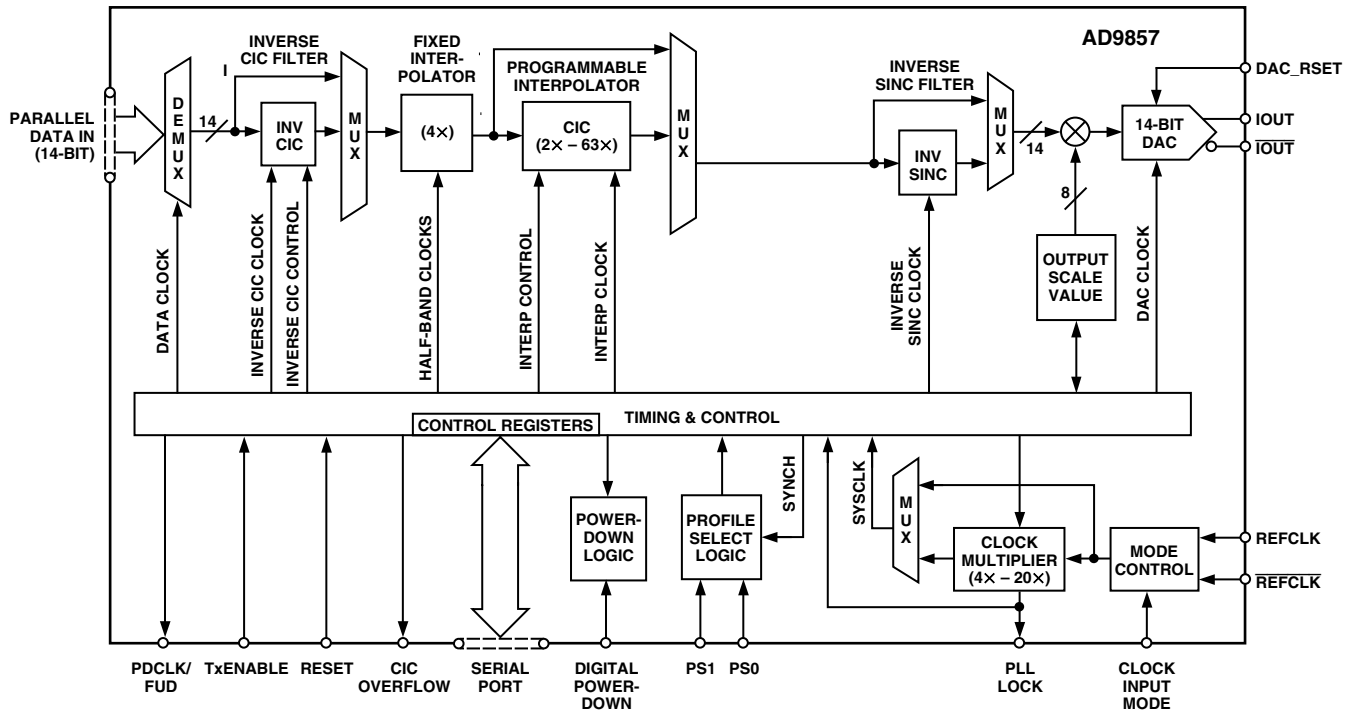 AD9857
INVERSE
CIC FILTER
FIXED
INTER-
POLATOR
PROGRAMMABLE
INTERPOLATOR
INVERSE
SINC FILTER
DAC_RSET
PARALLEL
DATA IN
(14-BIT)
DEMUX
14
I
INV
CIC
MUX
(4×)
CIC
(2× – 63×)
MUX
INV
SINC
MUX
14
14-BIT
DAC
IOUT
IOUT
8
OUTPUT
SCALE
VALUE
DATA CLOCK
INVERSE CIC CLOCK
INVERSE CIC CONTROL
HALF-BAND CLOCKS
INTERP CONTROL
INTERP CLOCK
INVERSE
SINC CLOCK
DAC CLOCK
TIMING & CONTROL
CONTROL REGISTERS
POWER-
DOWN
LOGIC
PROFILE
SELECT
LOGIC
SYNCH
SYSCLK
MUX
CLOCK
MULTIPLIER
(4× – 20×)
MODE
CONTROL
REFCLK
REFCLK
PDCLK/
FUD
TxENABLE
RESET
CIC
OVERFLOW
SERIAL
PORT
DIGITAL
POWER-
DOWN
PS1
PS0
PLL
LOCK
CLOCK
INPUT
MODE